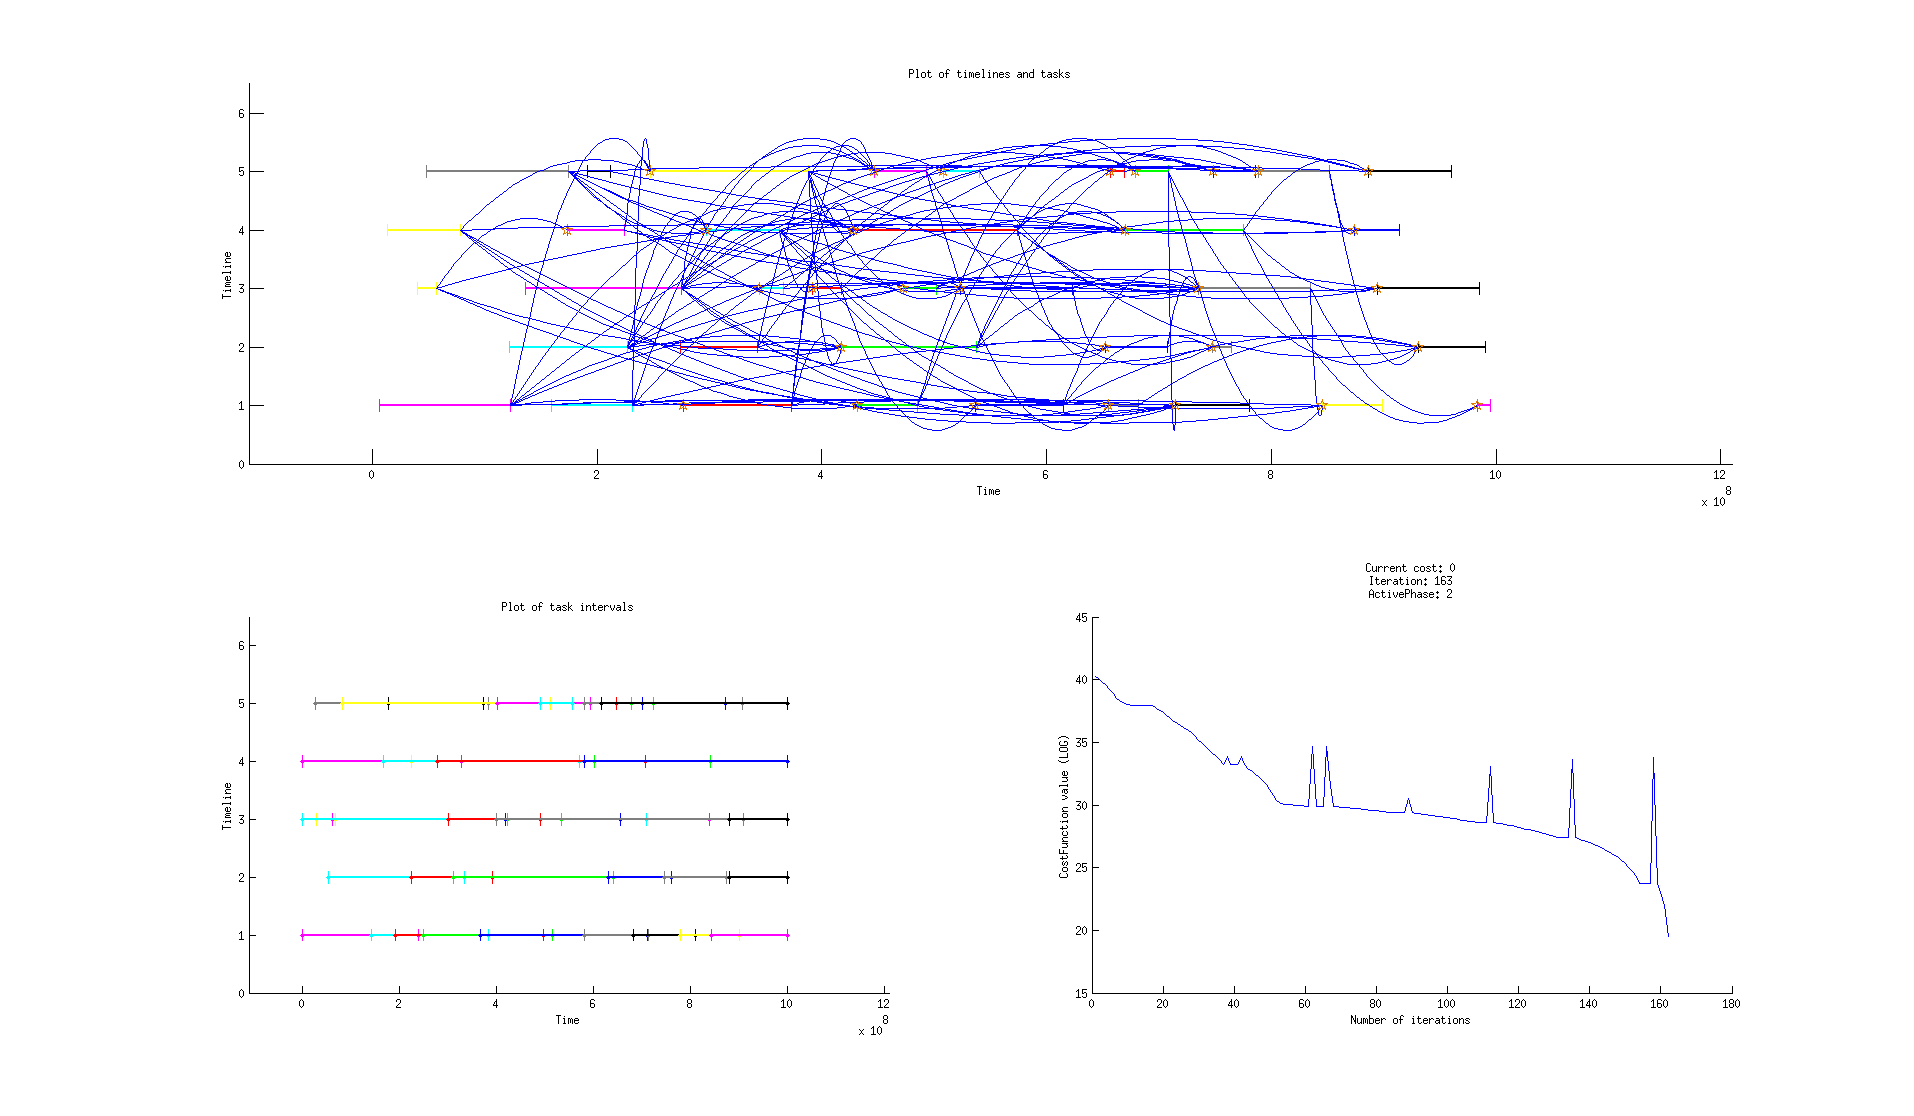 Plot of timelines and tasks
6
5
4
3
2
1
0
Timeline
0 2 4 6 8 10 12
Time
x 10 8
Plot of task intervals
6
5
4
3
2
1
0
Timeline
0 2 4 6 8 10 12
Time
x 10 8
Current cost: 0
Iteration: 163
ActivePhase: 2
45
40
35
30
25
20
15
CostFunction value (LOG)
0 20 40 60 80 100 120 140 160 180
Number of iterations